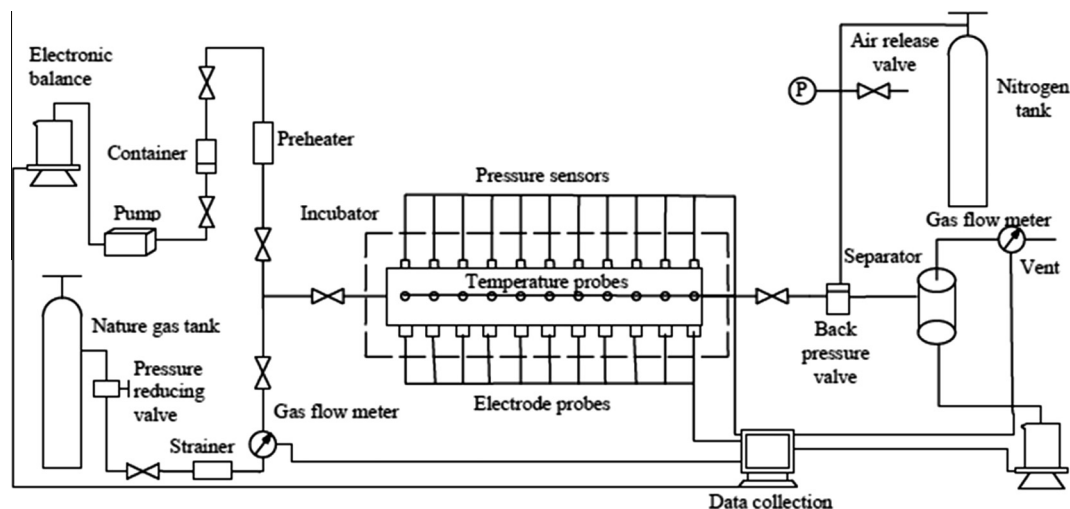 Electronic
balance
Container
Preheater
Pump
Nature gas tank
Pressure
reducing
valve
Strainer
Gas flow meter
Incubator
Pressure sensors
Temperature probes
Electrode probes
Air release
valve
P
Nitrogen
tank
Gas flow meter
Vent
Separator
Back
pressure
valve
Data collection